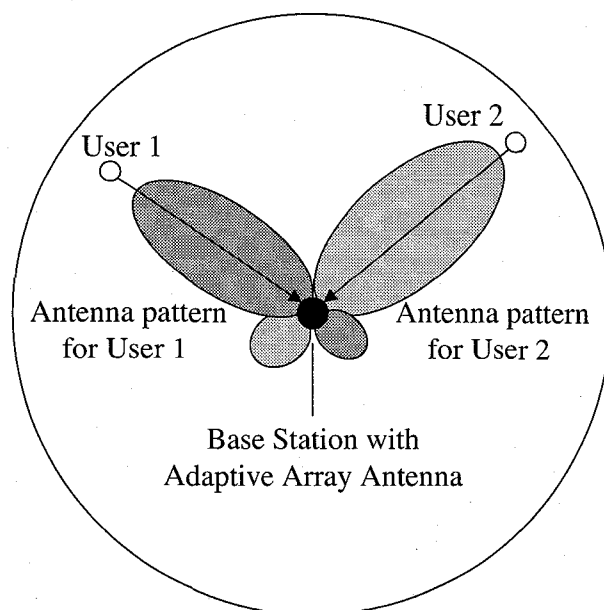 User 1
User 2
Antenna pattern
for User 1
Antenna pattern
for User 2
Base Station with
Adaptive Array Antenna